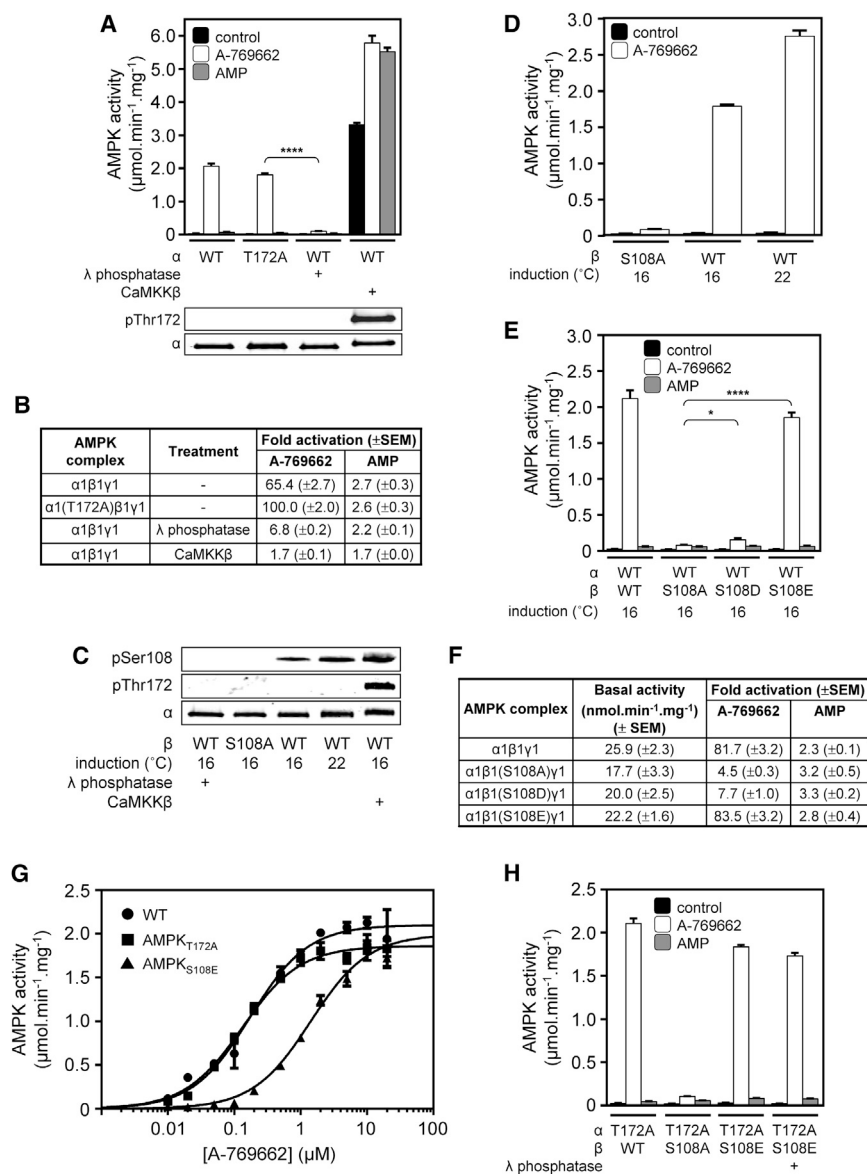 A
control
A-769662
AMP
AMPK activity
(µmol.min⁻¹.mg⁻¹)
6.0
5.0
4.0
3.0
2.0
1.0
0
****
α WT T172A WT WT
λ phosphatase +
CaMKKβ +
pThr172
α
B
AMPK complex Treatment Fold activation (±SEM)
A-769662 AMP
α1β1γ1 - 65.4 (±2.7) 2.7 (±0.3)
α1(T172A)β1γ1 - 100.0 (±2.0) 2.6 (±0.3)
α1β1γ1 λ phosphatase 6.8 (±0.2) 2.2 (±0.1)
α1β1γ1 CaMKKβ 1.7 (±0.1) 1.7 (±0.0)
C
pSer108
pThr172
α
β WT S108A WT WT WT
induction (°C) 16 16 16 22 16
λ phosphatase +
CaMKKβ +
D
control
A-769662
AMPK activity
(µmol.min⁻¹.mg⁻¹)
3.0
2.5
2.0
1.5
1.0
0.5
0
β S108A WT WT
induction (°C) 16 16 22
E
control
A-769662
AMP
AMPK activity
(µmol.min⁻¹.mg⁻¹)
2.5
2.0
1.5
1.0
0.5
0
****
*
α WT WT WT WT
β WT S108A S108D S108E
induction (°C) 16 16 16 16
F
AMPK complex Basal activity (nmol.min⁻¹.mg⁻¹) (± SEM) Fold activation (±SEM)
A-769662 AMP
α1β1γ1 25.9 (±2.3) 81.7 (±3.2) 2.3 (±0.1)
α1β1(S108A)γ1 17.7 (±3.3) 4.5 (±0.3) 3.2 (±0.5)
α1β1(S108D)γ1 20.0 (±2.5) 7.7 (±1.0) 3.3 (±0.2)
α1β1(S108E)γ1 22.2 (±1.6) 83.5 (±3.2) 2.8 (±0.4)
G
WT
AMPK T172A
AMPK S108E
AMPK activity
(µmol.min⁻¹.mg⁻¹)
2.5
2.0
1.5
1.0
0.5
0
0 0.01 0.1 1 10 100
[A-769662] (µM)
H
control
A-769662
AMP
AMPK activity
(µmol.min⁻¹.mg⁻¹)
2.5
2.0
1.5
1.0
0.5
0
α T172A T172A T172A T172A
β WT S108A S108E S108E
λ phosphatase +